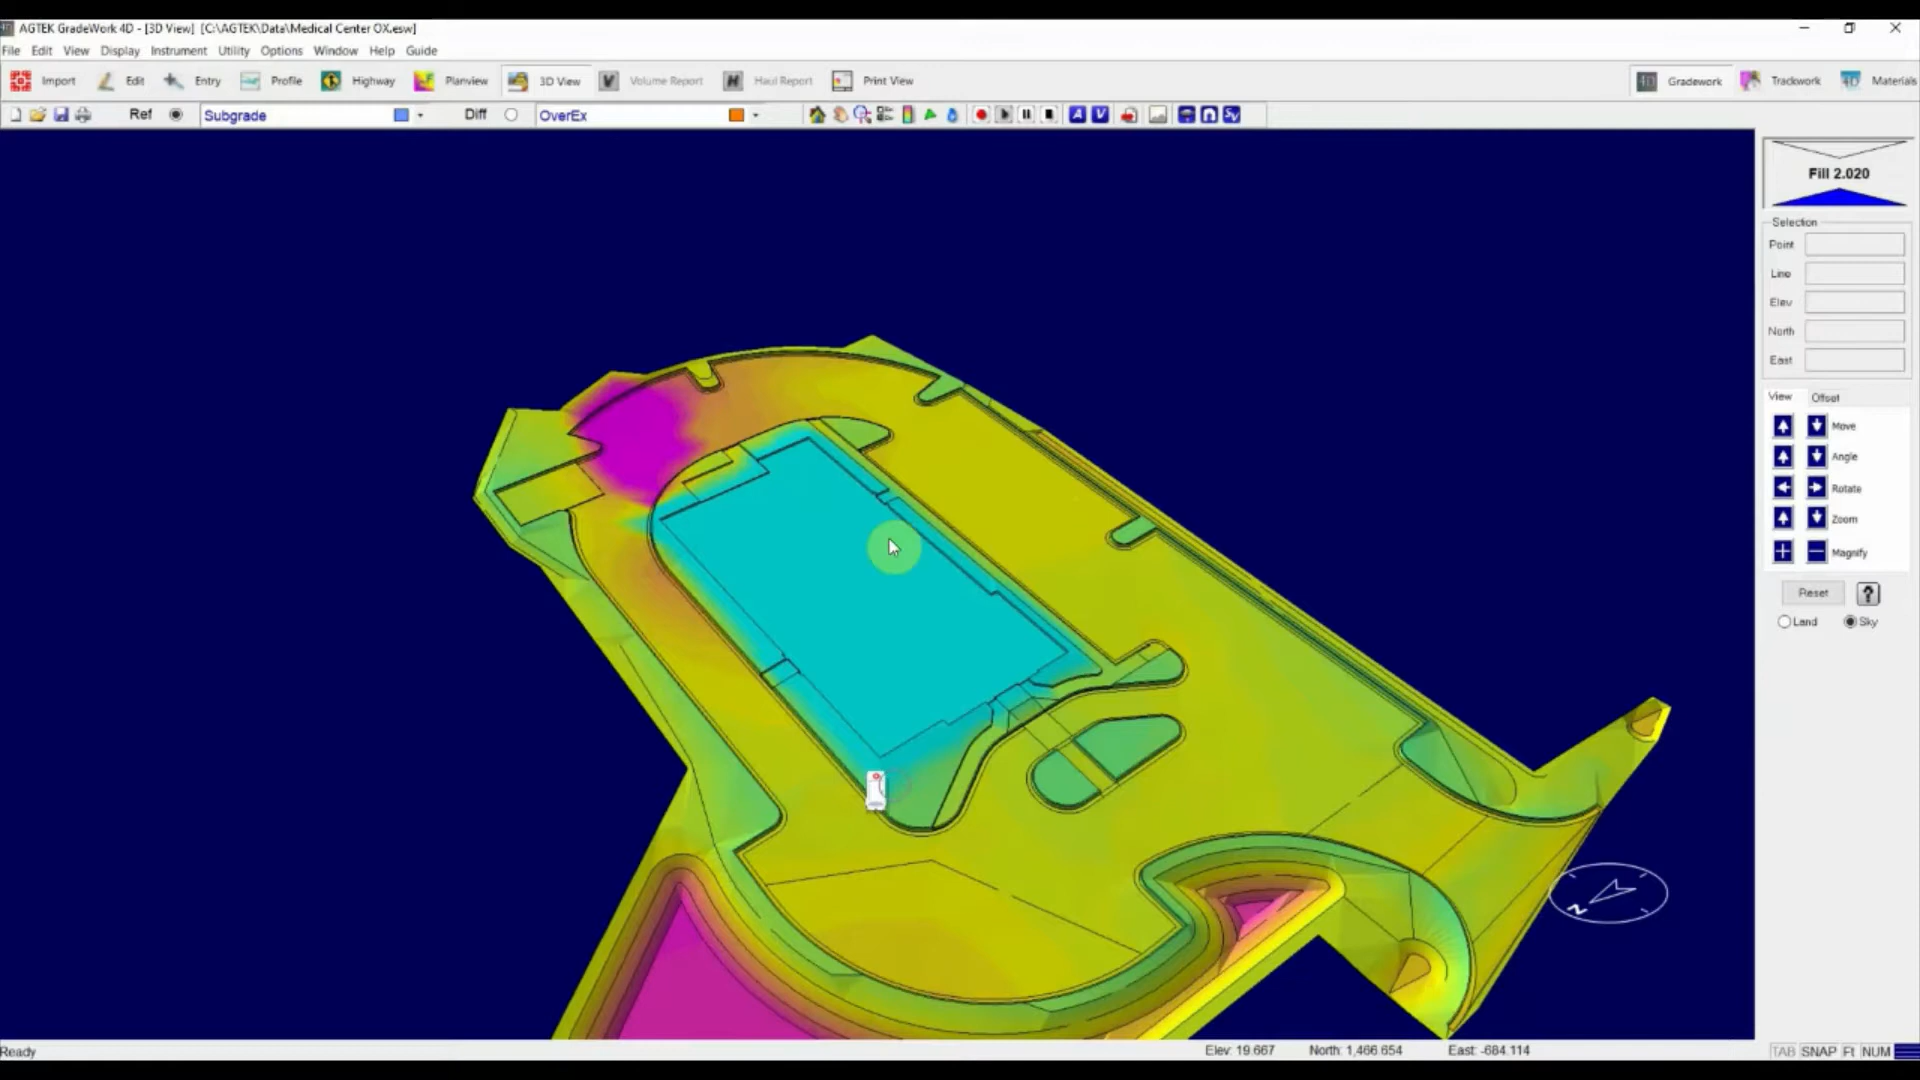 AGTEK GradeWork 4D - [3D View] [C:\AGTEK\Data\Medical Center OX.esw]
File Edit View Display Instrument Utility Options Window Help Guide
Import Edit Entry Profile Highway Planview 3D View Volume Report Haul Report Print View Gradework Trackwork Materials
Ref Subgrade Diff OverEx A V SV
Fill 2.020
Selection
Point
Line
Elev
North
East
View Offset
Move
Angle
Rotate
Zoom
Magnify
Reset ?
Land Sky
N
Ready Elev: 19.667 North: 1,466.654 East: -684.114 TAB SNAP Ft NUM